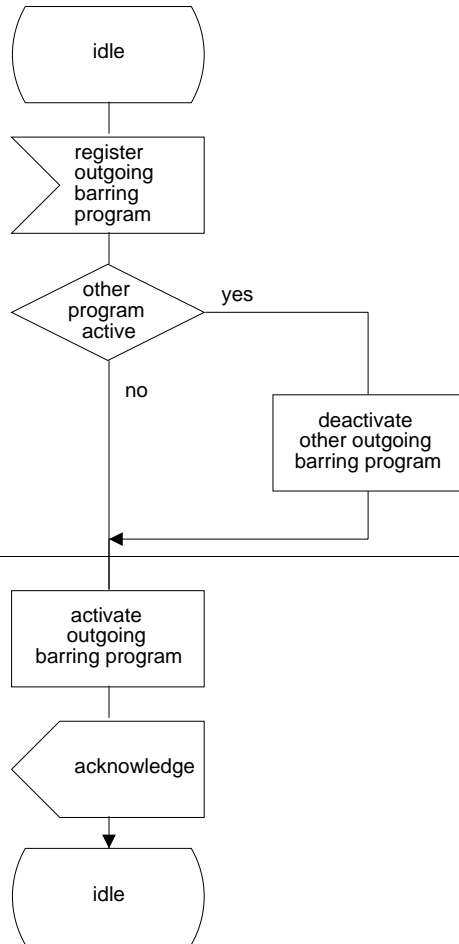 idle
register
outgoing
barring
program
other
program
active
yes
no
deactivate
other outgoing
barring program
activate
outgoing
barring program
acknowledge
idle